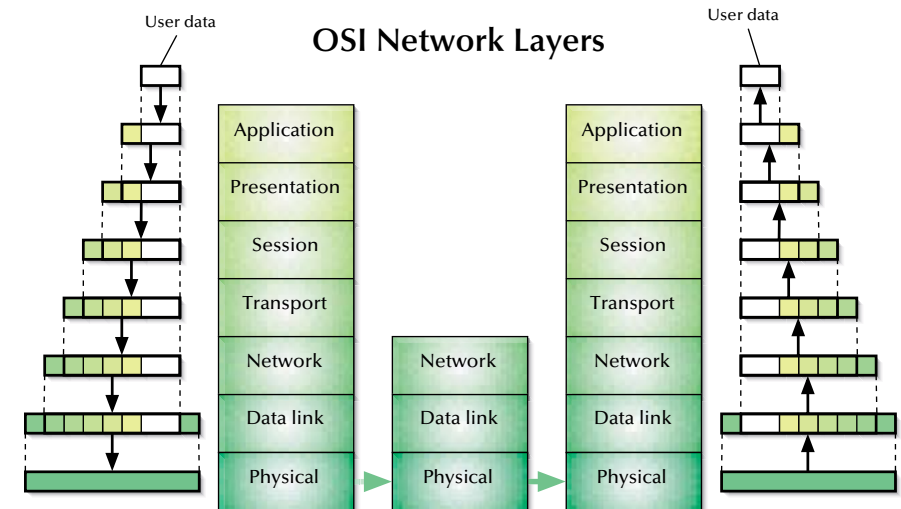 User data
User data
OSI Network Layers
Application
Presentation
Session
Transport
Network
Data link
Physical
Network
Data link
Physical
Application
Presentation
Session
Transport
Network
Data link
Physical